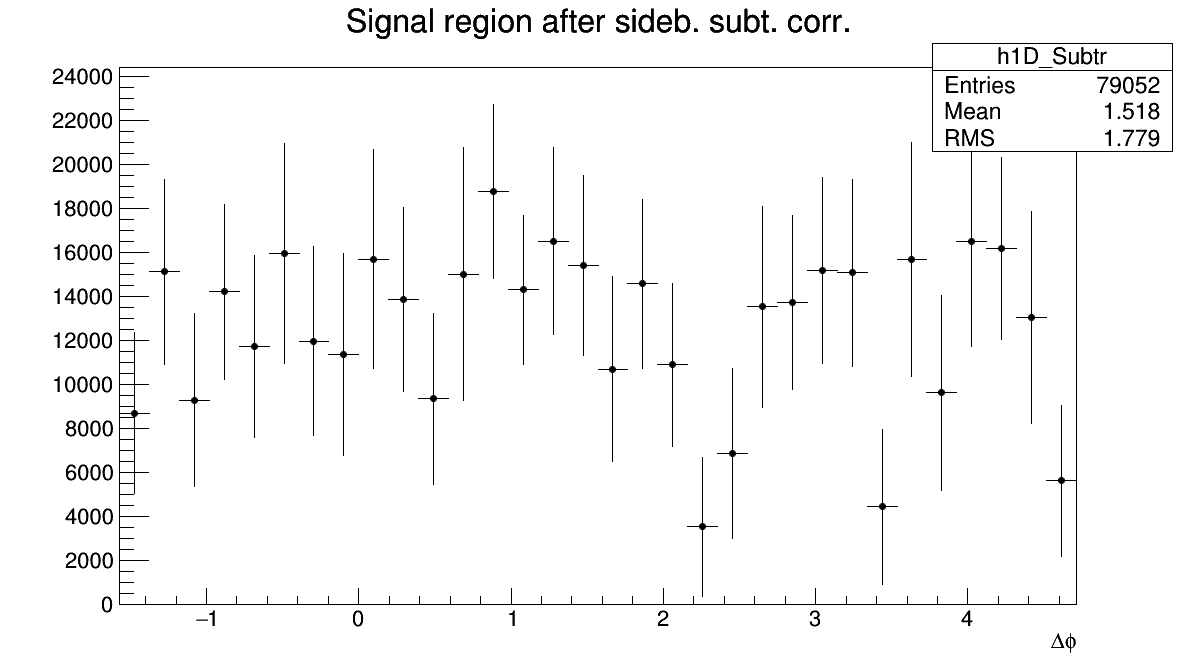 Signal region after sideb. subt. corr.
h1D_Subtr
Entries 79052
Mean 1.518
RMS 1.779
24000
22000
20000
18000
16000
14000
12000
10000
8000
6000
4000
2000
0
−1 0 1 2 3 4
Δϕ